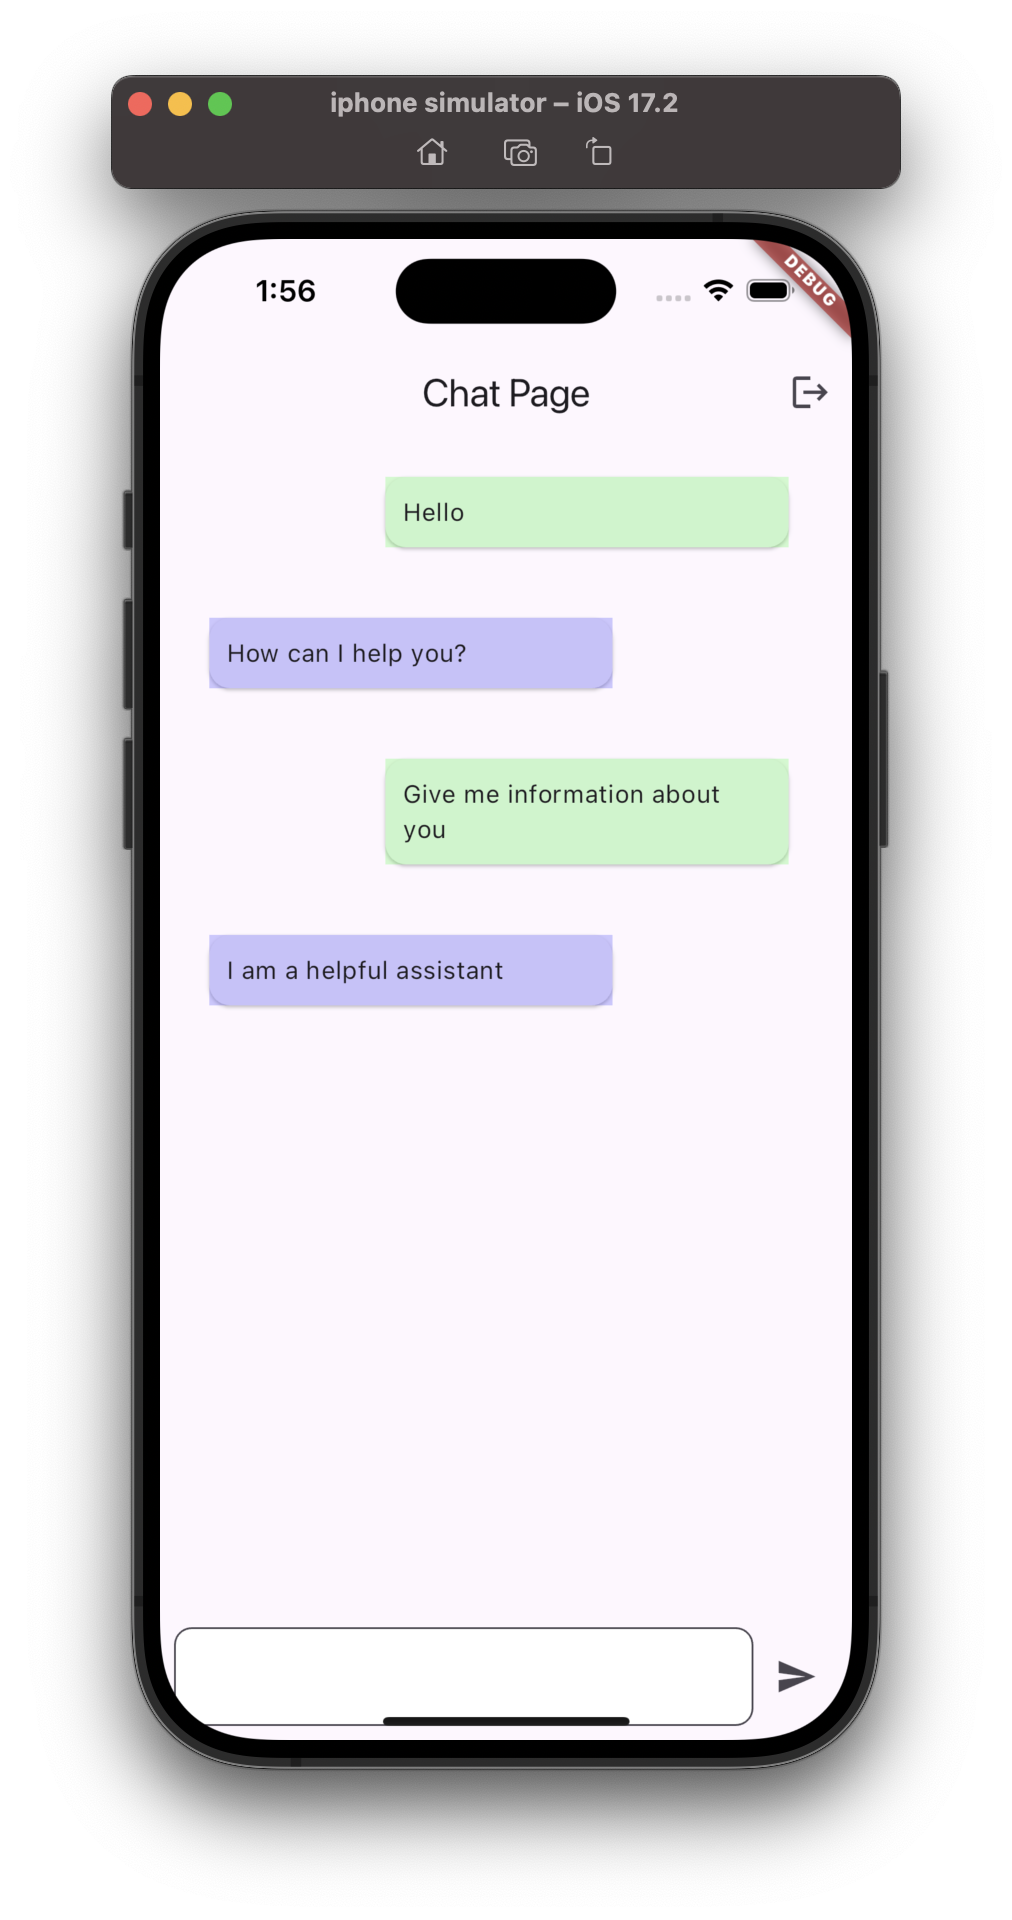 iphone simulator – iOS 17.2
1:56
DEBUG
Chat Page
Hello
How can I help you?
Give me information about
you
I am a helpful assistant